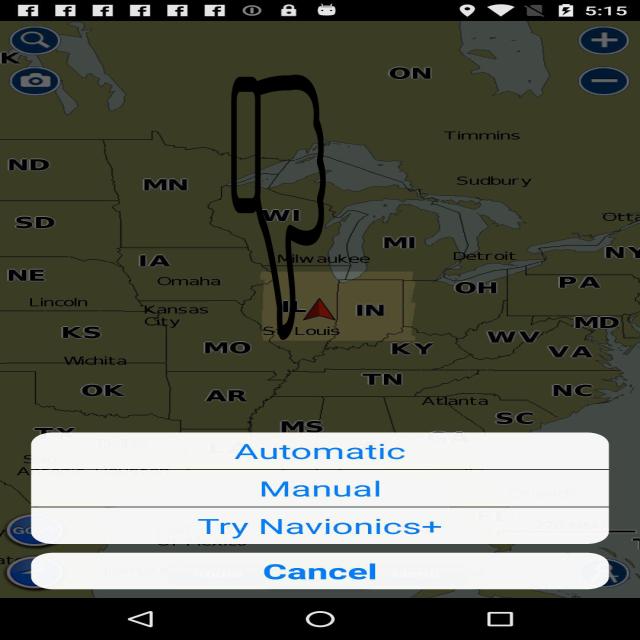 5:15
K
ON
Timmins
ND
MN
Sudbury
SD
WI
Otta
MI
Milwaukee
Detroit
NY
IA
NE
Omaha
OH
PA
Lincoln
Kansas
City
IL
IN
MD
St Louis
KS
WV
MO
KY
VA
Wichita
TN
OK
AR
NC
Atlanta
SC
MS
TX
GA
Automatic
Manual
Try Navionics+
Cancel